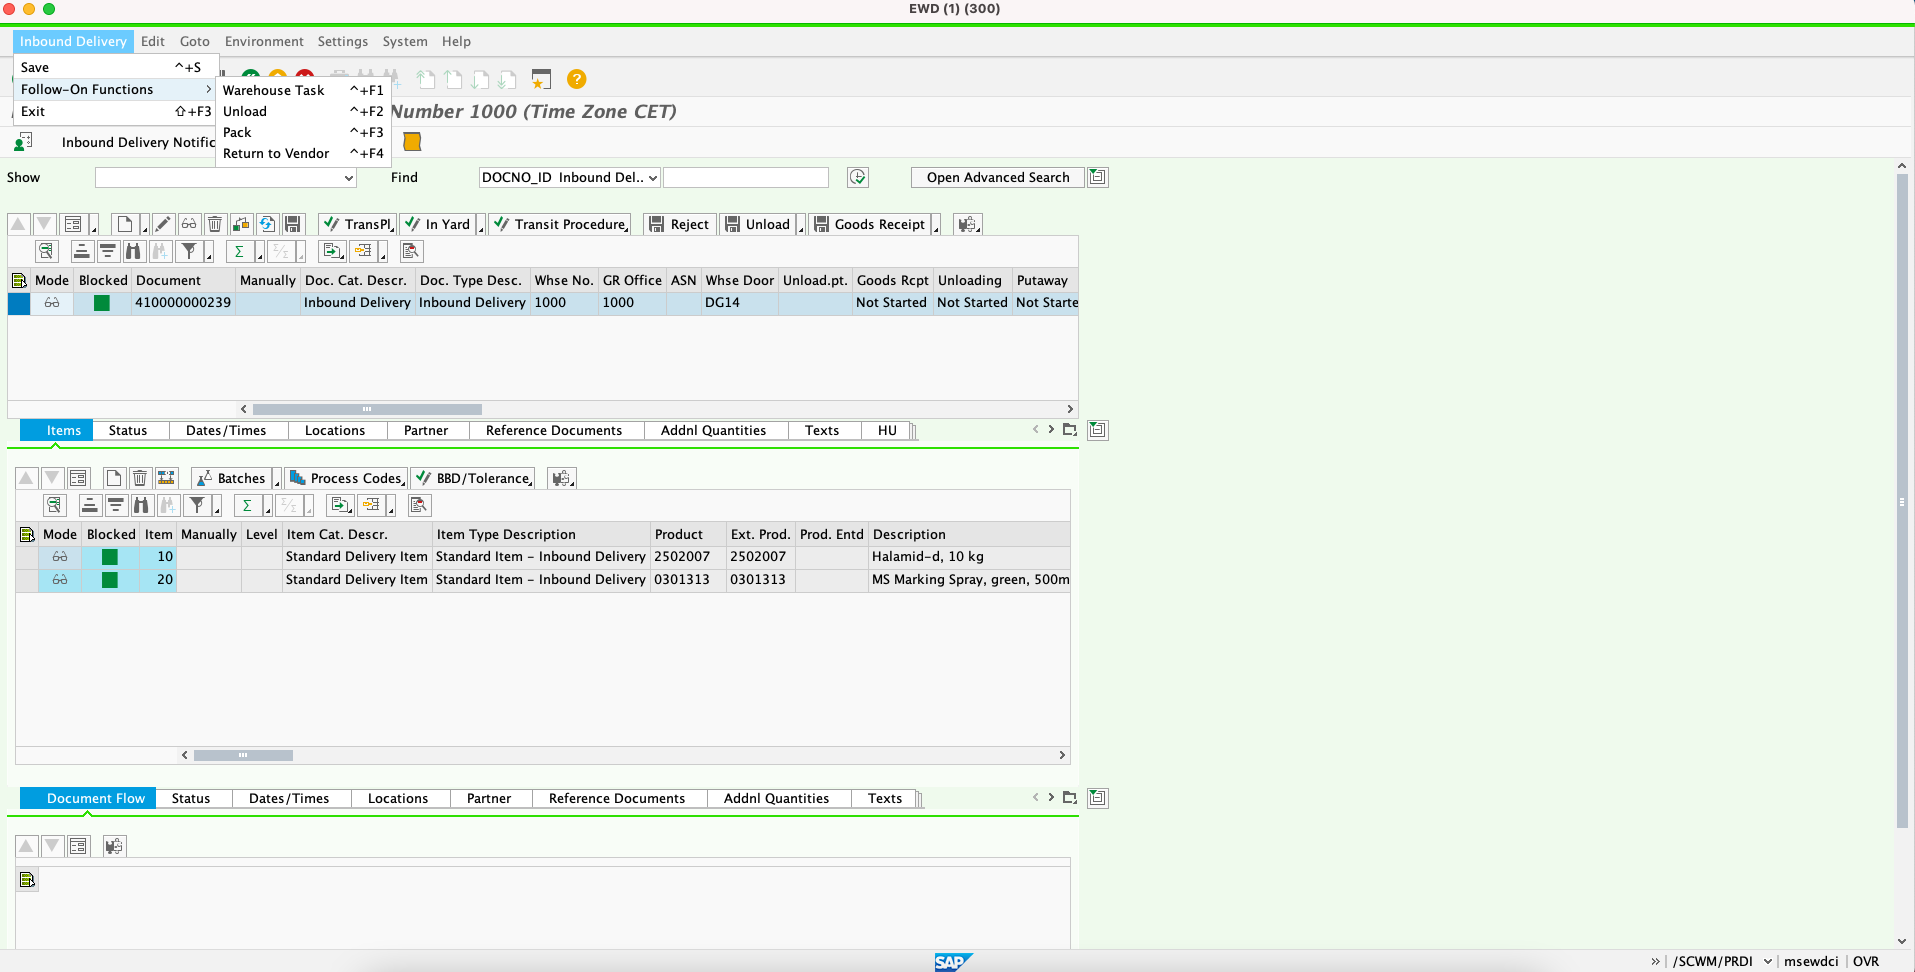 EWD (1) (300)
Inbound Delivery Edit Goto Environment Settings System Help
Save ^+S
Follow-On Functions >
Exit ⇧+F3
Warehouse Task ^+F1
Unload ^+F2
Pack ^+F3
Return to Vendor ^+F4
Number 1000 (Time Zone CET)
Inbound Delivery Notific
Show Find DOCNO_ID Inbound Del.. Open Advanced Search
TransPl. In Yard Transit Procedure Reject Unload Goods Receipt
Mode Blocked Document Manually Doc. Cat. Descr. Doc. Type Desc. Whse No. GR Office ASN Whse Door Unload.pt. Goods Rcpt Unloading Putaway
410000000239 Inbound Delivery Inbound Delivery 1000 1000 DG14 Not Started Not Started Not Starte
Items Status Dates/Times Locations Partner Reference Documents Addnl Quantities Texts HU
Batches Process Codes BBD/Tolerance
Mode Blocked Item Manually Level Item Cat. Descr. Item Type Description Product Ext. Prod. Prod. Entd Description
10 Standard Delivery Item Standard Item - Inbound Delivery 2502007 2502007 Halamid-d, 10 kg
20 Standard Delivery Item Standard Item - Inbound Delivery 0301313 0301313 MS Marking Spray, green, 500m
Document Flow Status Dates/Times Locations Partner Reference Documents Addnl Quantities Texts
SAP
» /SCWM/PRDI msewdci OVR